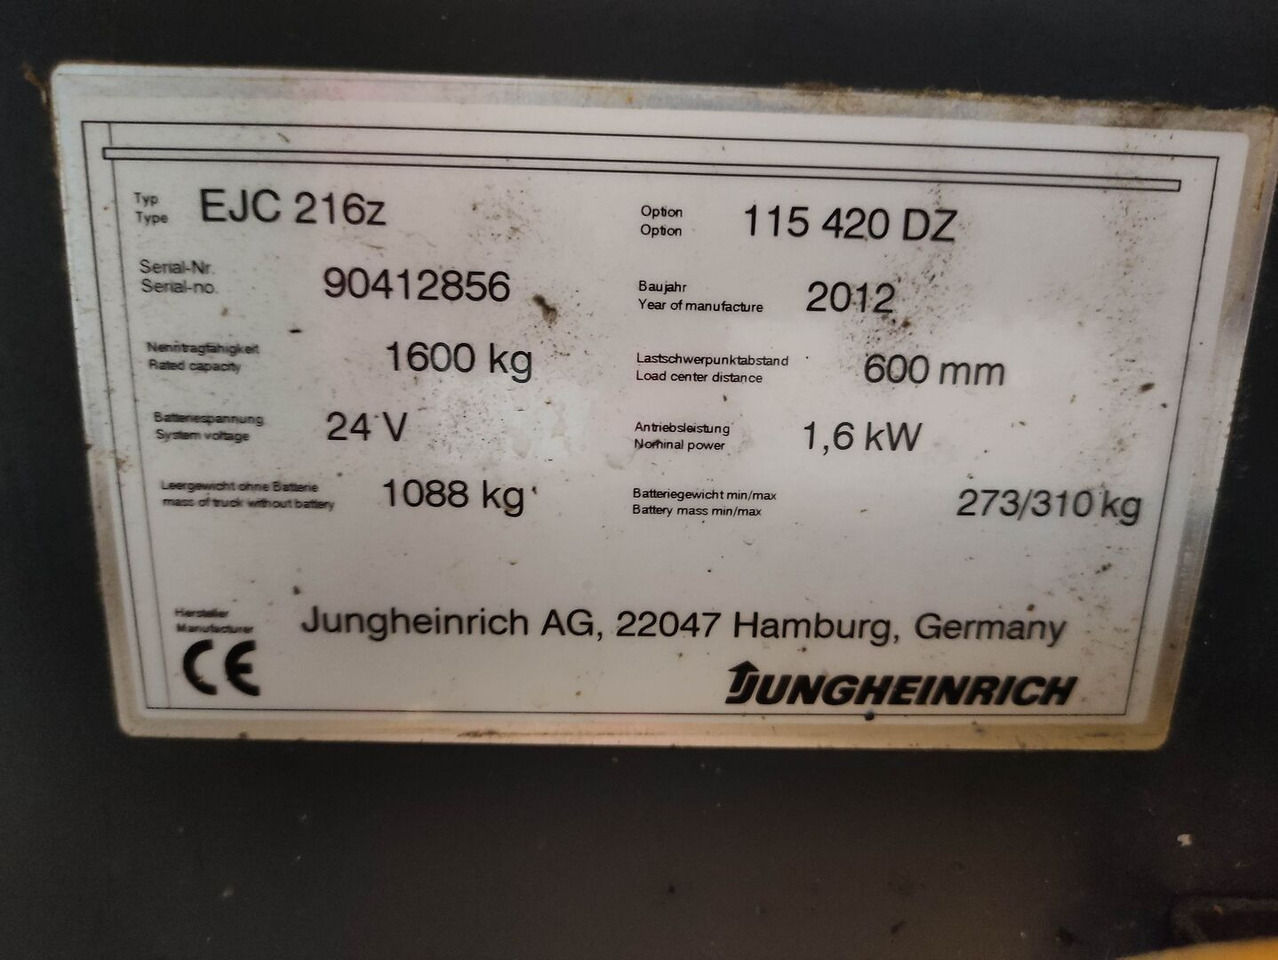 Typ EJC 216z Option 115 420 DZ
Type Option
Serial-Nr. 90412856 Baujahr 2012
Serial-no. Year of manufacture
Nenntragfähigkeit 1600 kg Lastschwerpunktabstand 600 mm
Rated capacity Load center distance
Batteriespannung 24 V Antriebsleistung 1,6 kW
System voltage Nominal power
Leergewicht ohne Batterie 1088 kg Batteriegewicht min/max 273/310 kg
mass of truck without battery Battery mass min/max
Hersteller Jungheinrich AG, 22047 Hamburg, Germany
Manufacturer
CE JUNGHEINRICH